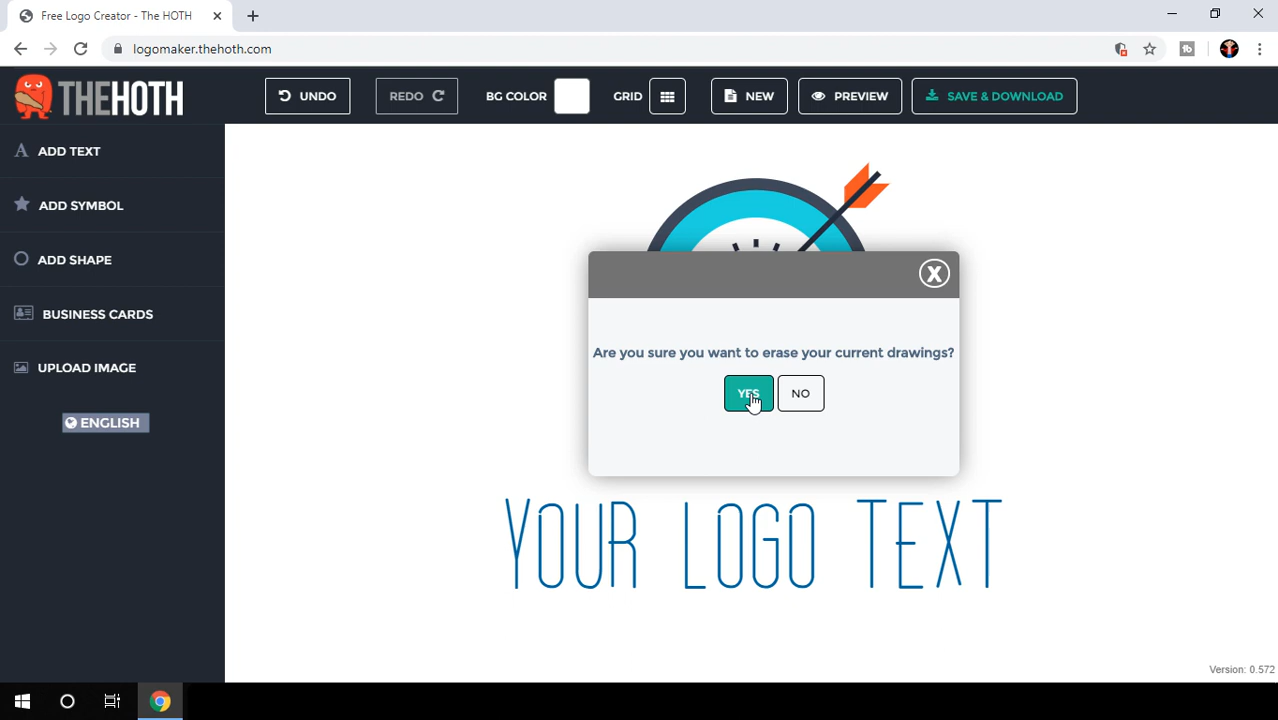 Free Logo Creator - The HOTH
logomaker.thehoth.com
THEHOTH
UNDO
REDO
BG COLOR
GRID
NEW
PREVIEW
SAVE & DOWNLOAD
A ADD TEXT
ADD SYMBOL
ADD SHAPE
BUSINESS CARDS
UPLOAD IMAGE
ENGLISH
X
Are you sure you want to erase your current drawings?
YES
NO
YOUR LOGO TEXT
Version: 0.572